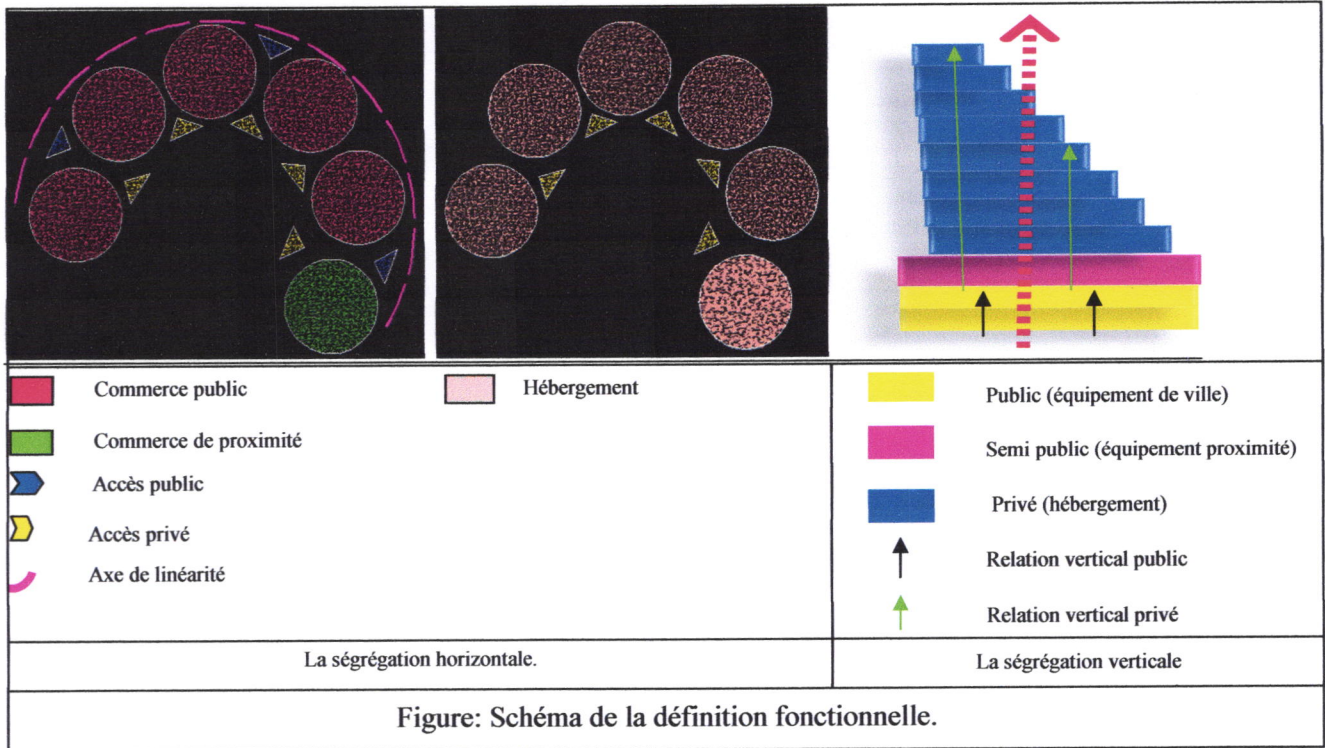 Commerce public
Hébergement
Commerce de proximité
Accès public
Accès privé
Axe de linéarité
Public (équipement de ville)
Semi public (équipement proximité)
Privé (hébergement)
Relation vertical public
Relation vertical privé
La ségrégation horizontale.
La ségrégation verticale
Figure: Schéma de la définition fonctionnelle.